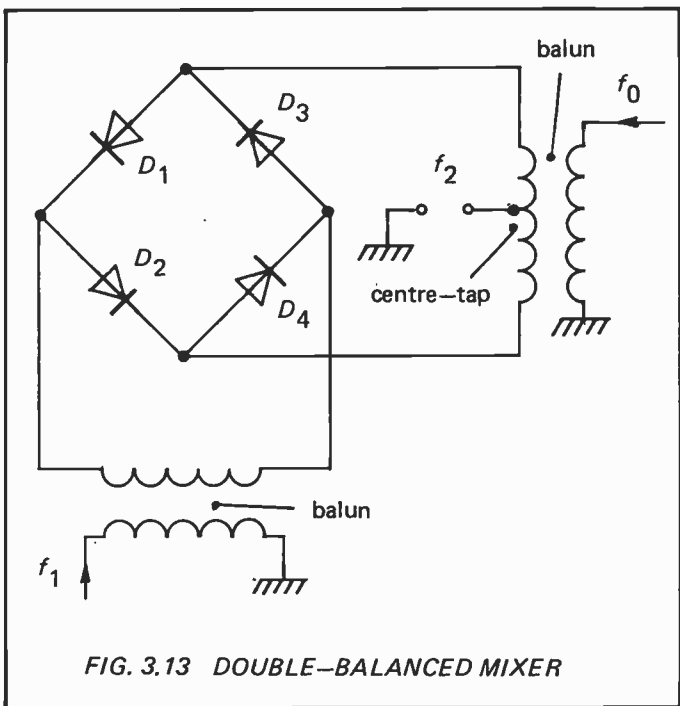 balun
f0
D3
D1
f2
D2
centre–tap
D4
balun
f1
FIG. 3.13 DOUBLE–BALANCED MIXER